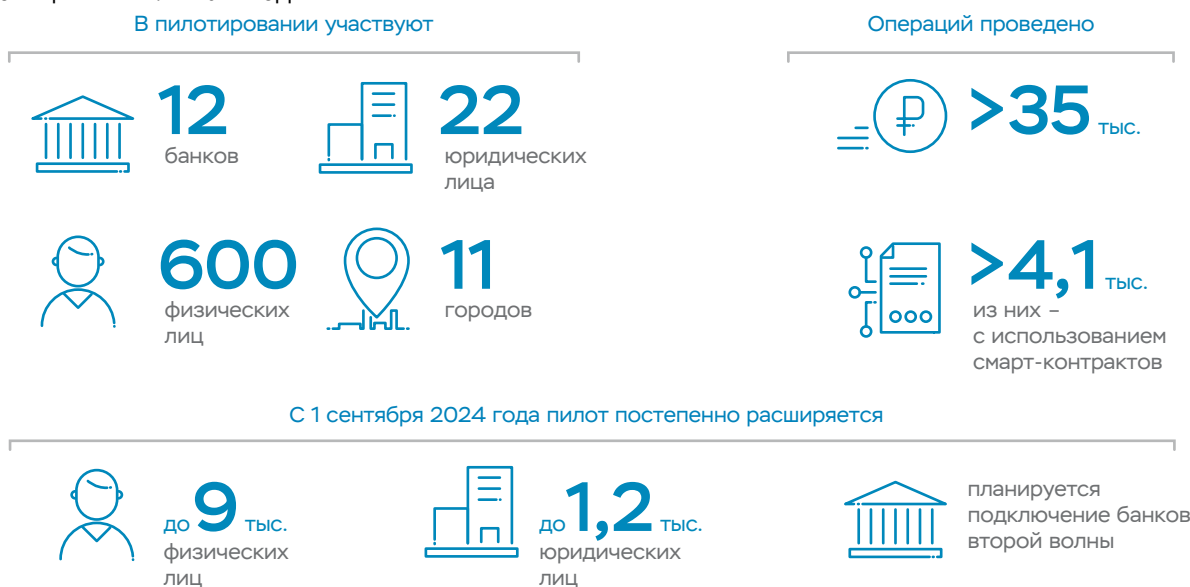 В пилотировании участвуют
12
банков
22
юридических
лица
600
физических
лиц
11
городов
Операций проведено
>35 тыс.
>4,1 тыс.
из них –
с использованием
смарт-контрактов
С 1 сентября 2024 года пилот постепенно расширяется
до 9 тыс.
физических
лиц
до 1,2 тыс.
юридических
лиц
планируется
подключение банков
второй волны